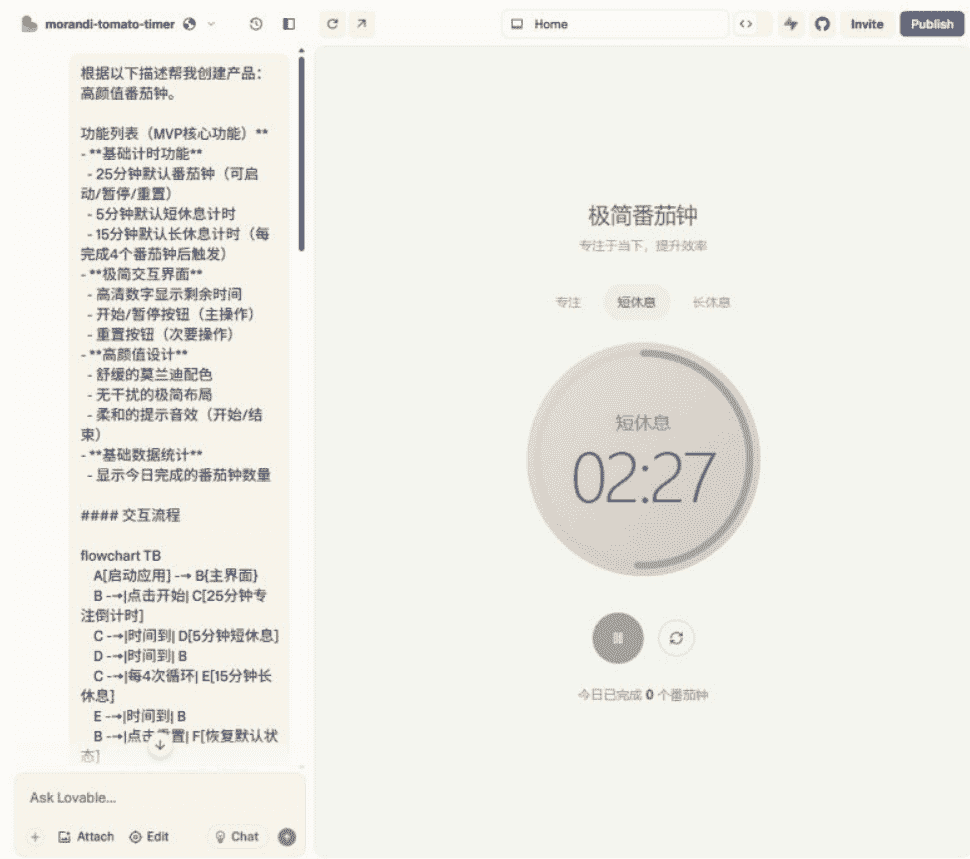 morandi-tomato-timer
Home
Invite
Publish
根据以下描述帮我创建产品：
高颜值番茄钟。
功能列表（MVP核心功能）**
- **基础计时功能**
- 25分钟默认番茄钟（可启
动/暂停/重置）
- 5分钟默认短休息计时
- 15分钟默认长休息计时（每
完成4个番茄钟后触发）
- **极简交互界面**
- 高清数字显示剩余时间
- 开始/暂停按钮（主操作）
- 重置按钮（次要操作）
- **高颜值设计**
- 舒缓的莫兰迪配色
- 无干扰的极简布局
- 柔和的提示音效（开始/结
束）
- **基础数据统计**
- 显示今日完成的番茄钟数量
#### 交互流程
flowchart TB
A[启动应用] --> B{主界面}
B -->|点击开始| C[25分钟专
注倒计时]
C -->|时间到| D[5分钟短休息]
D -->|时间到| B
C -->|每4次循环| E[15分钟长
休息]
E -->|时间到| B
B -->|点击重置| F[恢复默认状
态]
Ask Lovable...
Attach
Edit
Chat
极简番茄钟
专注于当下，提升效率
专注
短休息
长休息
短休息
02:27
今日已完成 0 个番茄钟